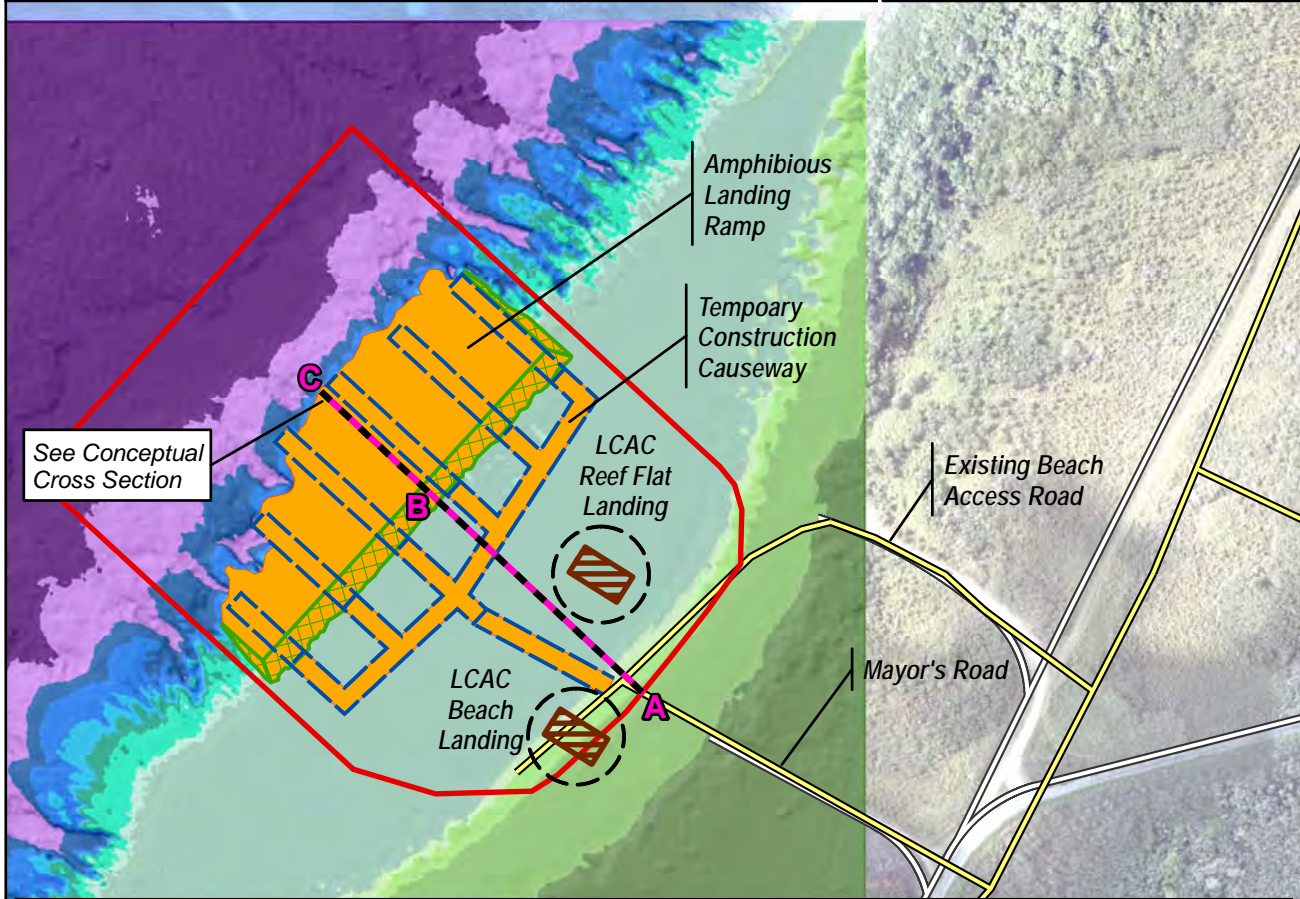 Amphibious
Landing
Ramp
Tempoary
Construction
Causeway
C
See Conceptual
Cross Section
LCAC
Reef Flat
Landing
Existing Beach
Access Road
B
Mayor's Road
LCAC
Beach
Landing
A